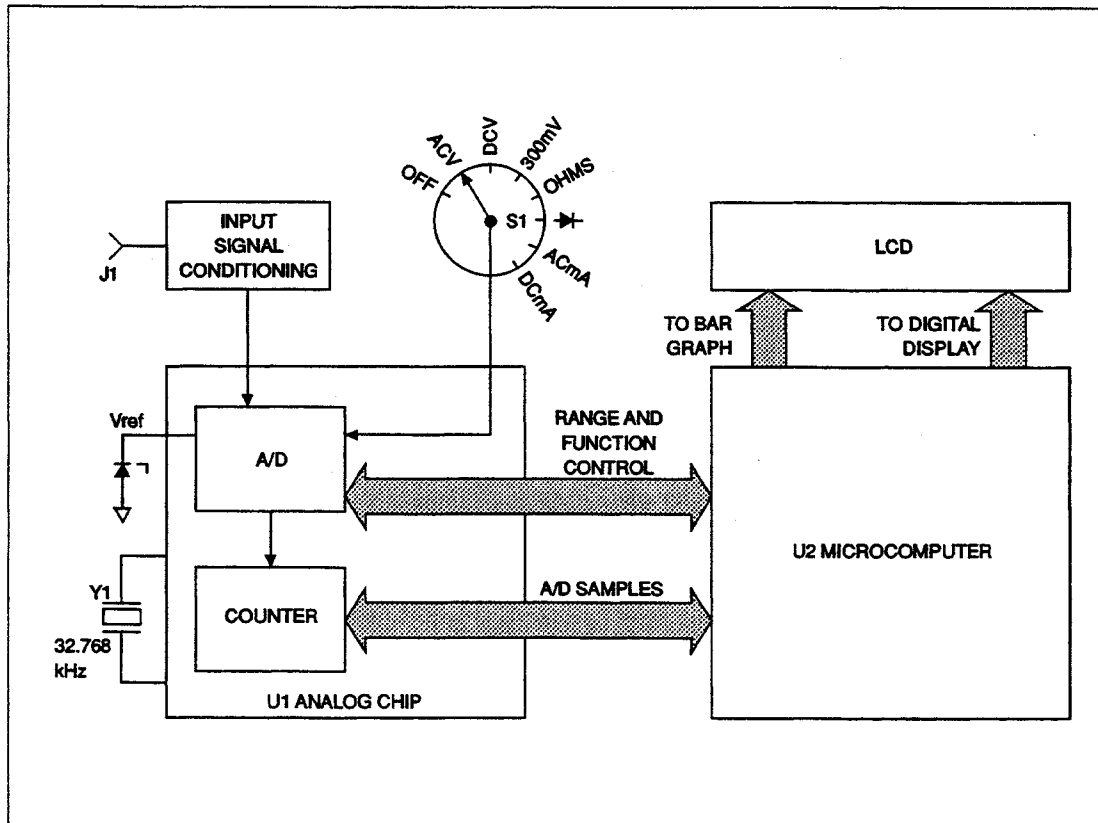 OFF
ACV
DCV
300mV
OHMS
S1
ACmA
DCmA
INPUT
SIGNAL
CONDITIONING
J1
LCD
TO BAR
GRAPH
TO DIGITAL
DISPLAY
Vref
A/D
RANGE AND
FUNCTION
CONTROL
U2 MICROCOMPUTER
Y1
32.768
kHz
COUNTER
A/D SAMPLES
U1 ANALOG CHIP